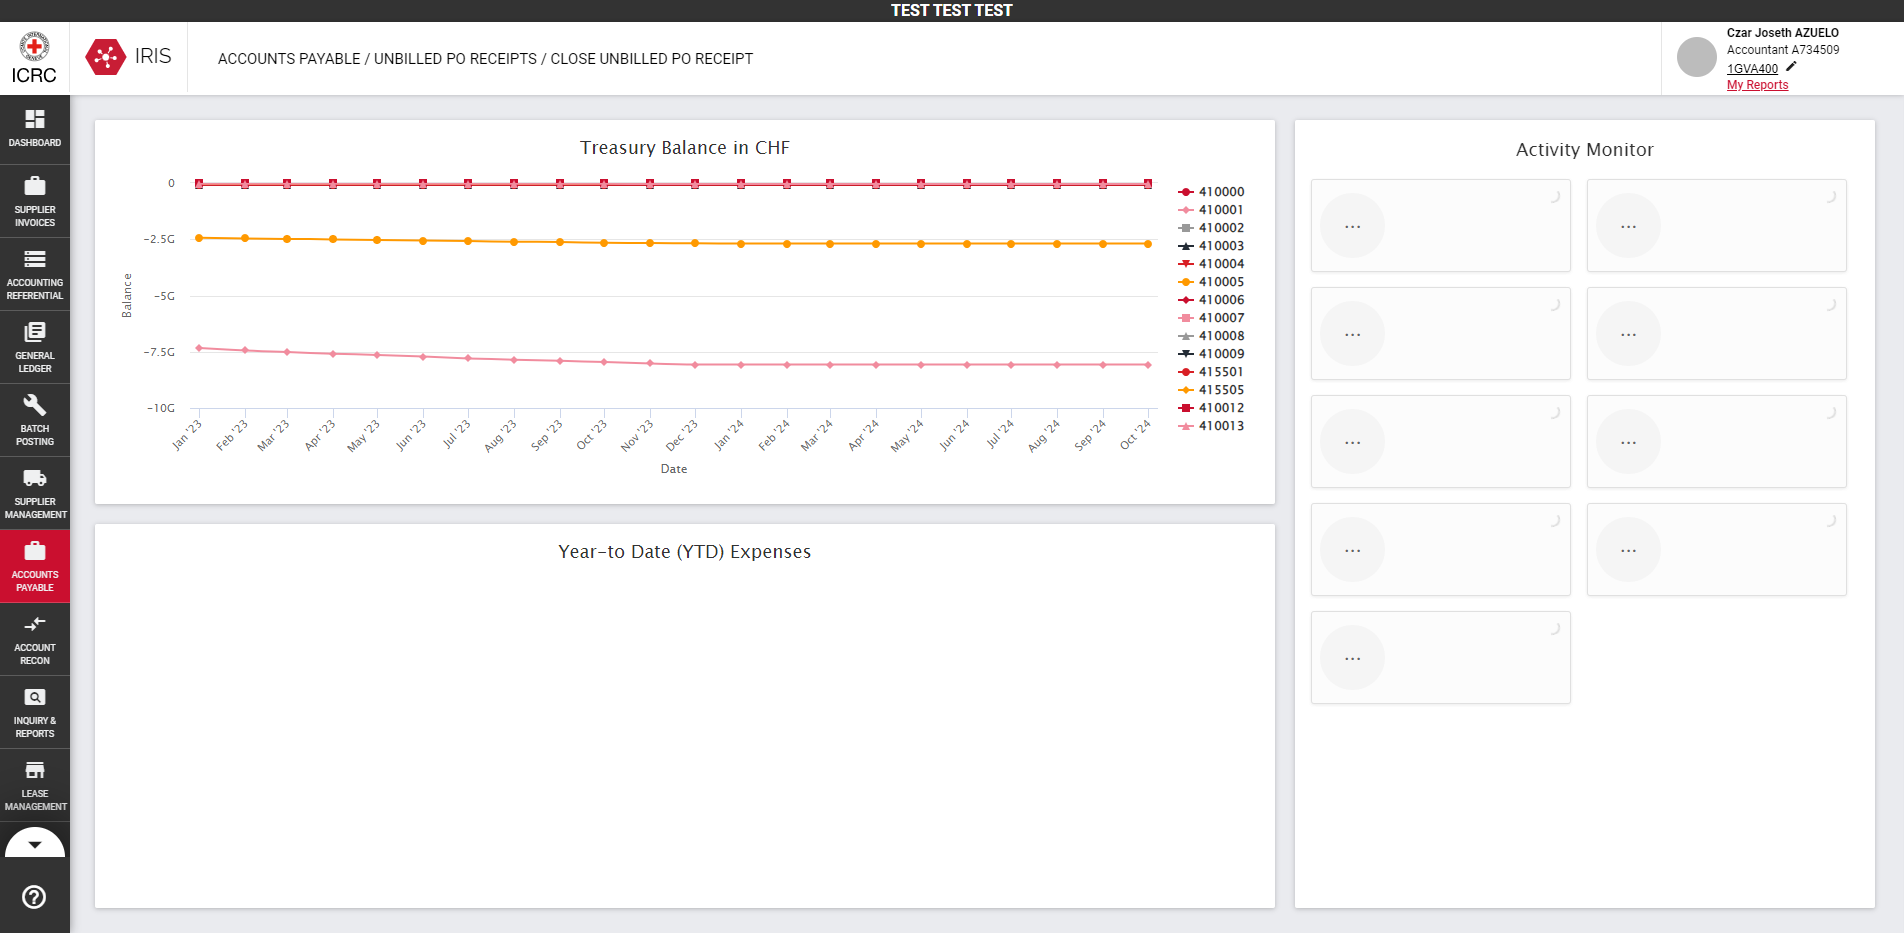 TEST TEST TEST
ICRC
IRIS
ACCOUNTS PAYABLE / UNBILLED PO RECEIPTS / CLOSE UNBILLED PO RECEIPT
Czar Joseth AZUELO
Accountant A734509
1GVA400
My Reports
DASHBOARD
SUPPLIER
INVOICES
ACCOUNTING
REFERENTIAL
GENERAL
LEDGER
BATCH
POSTING
SUPPLIER
MANAGEMENT
ACCOUNTS
PAYABLE
ACCOUNT
RECON
INQUIRY &
REPORTS
LEASE
MANAGEMENT
Treasury Balance in CHF
Balance
0
−2.5G
−5G
−7.5G
−10G
Jan '23
Feb '23
Mar '23
Apr '23
May '23
Jun '23
Jul '23
Aug '23
Sep '23
Oct '23
Nov '23
Dec '23
Jan '24
Feb '24
Mar '24
Apr '24
May '24
Jun '24
Jul '24
Aug '24
Sep '24
Oct '24
Date
410000
410001
410002
410003
410004
410005
410006
410007
410008
410009
415501
415505
410012
410013
Year-to Date (YTD) Expenses
Activity Monitor
...
...
...
...
...
...
...
...
...